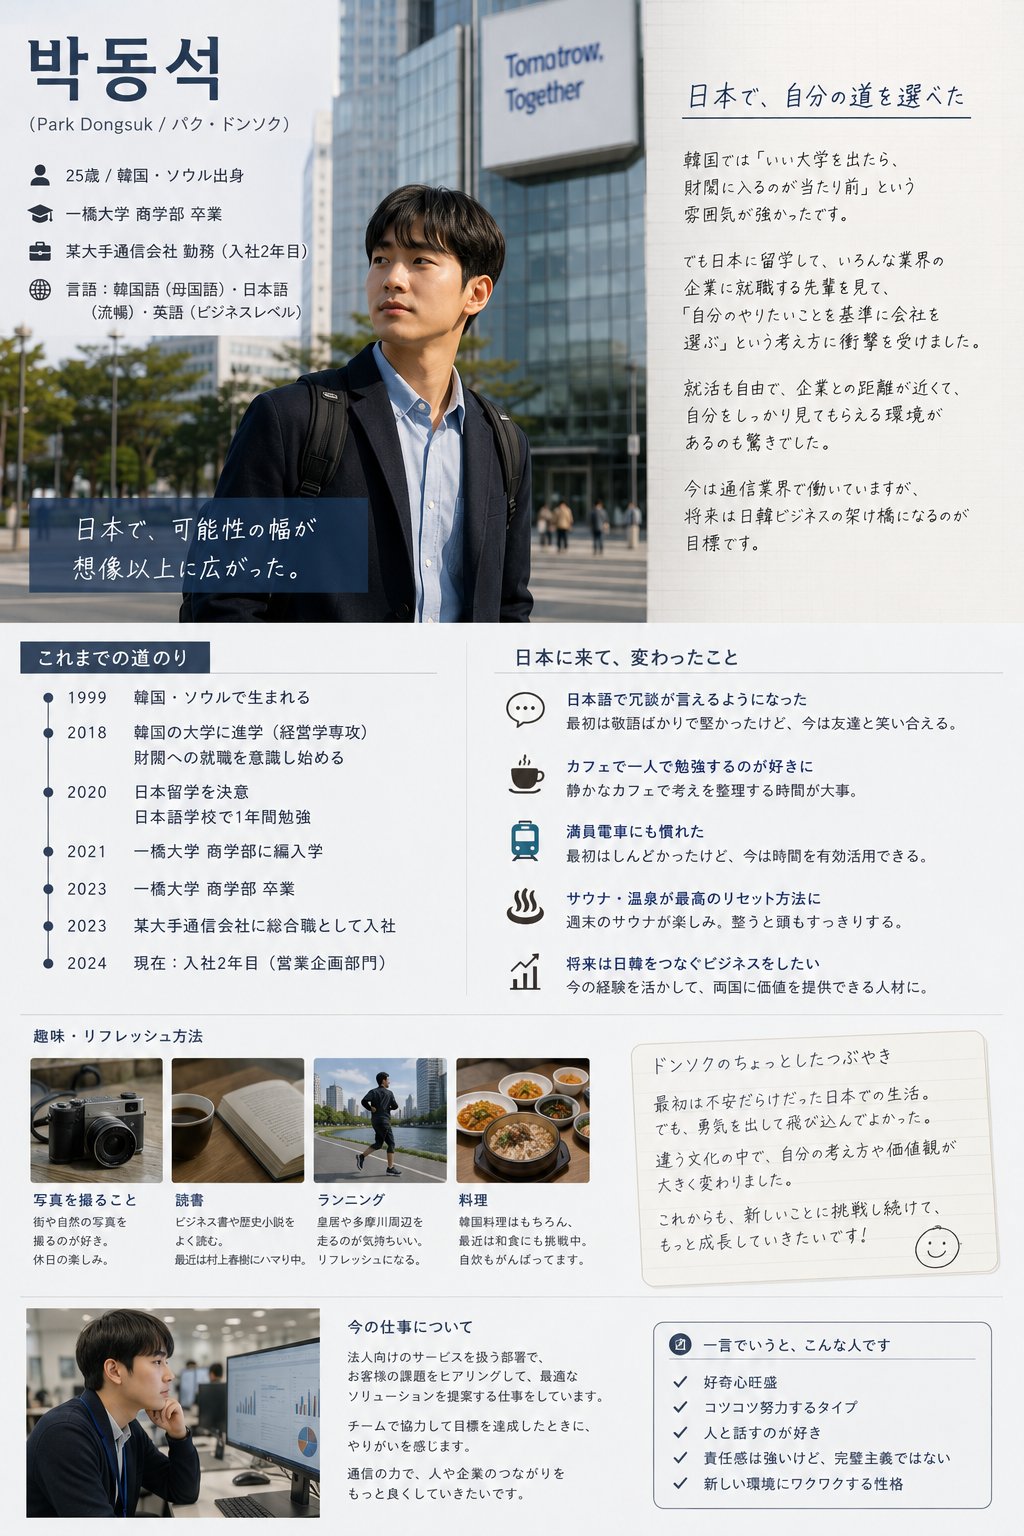 박동석
(Park Dongsuk / パク・ドンソク)
25歳 / 韓国・ソウル出身
一橋大学 商学部 卒業
某大手通信会社 勤務 (入社2年目)
言語：韓国語 (母国語)・日本語
(流暢)・英語 (ビジネスレベル)
Tomatrow,
Together
日本で、可能性の幅が
想像以上に広がった。
日本で、自分の道を選べた
韓国では「いい大学を出たら、
財閥に入るのが当たり前」という
雰囲気が強かったです。
でも日本に留学して、いろんな業界の
企業に就職する先輩を見て、
「自分のやりたいことを基準に会社を
選ぶ」という考え方に衝撃を受けました。
就活も自由で、企業との距離が近くて、
自分をしっかり見てもらえる環境が
あるのも驚きでした。
今は通信業界で働いていますが、
将来は日韓ビジネスの架け橋になるのが
目標です。
これまでの道のり
1999 韓国・ソウルで生まれる
2018 韓国の大学に進学（経営学専攻）
財閥への就職を意識し始める
2020 日本留学を決意
日本語学校で1年間勉強
2021 一橋大学 商学部に編入学
2023 一橋大学 商学部 卒業
2023 某大手通信会社に総合職として入社
2024 現在：入社2年目（営業企画部門）
日本に来て、変わったこと
日本語で冗談が言えるようになった
最初は敬語ばかりで堅かったけど、今は友達と笑い合える。
カフェで一人で勉強するのが好きに
静かなカフェで考えを整理する時間が大事。
満員電車にも慣れた
最初はしんどかったけど、今は時間を有効活用できる。
サウナ・温泉が最高のリセット方法に
週末のサウナが楽しみ。整うと頭もすっきりする。
将来は日韓をつなぐビジネスをしたい
今の経験を活かして、両国に価値を提供できる人材に。
趣味・リフレッシュ方法
写真を撮ること
街や自然の写真を
撮るのが好き。
休日の楽しみ。
読書
ビジネス書や歴史小説を
よく読む。
最近は村上春樹にハマり中。
ランニング
皇居や多摩川周辺を
走るのが気持ちいい。
リフレッシュになる。
料理
韓国料理はもちろん、
最近は和食にも挑戦中。
自炊もがんばってます。
ドンソクのちょっとしたつぶやき
最初は不安だらけだった日本での生活。
でも、勇気を出して飛び込んでよかった。
違う文化の中で、自分の考え方や価値観が
大きく変わりました。
これからも、新しいことに挑戦し続けて、
もっと成長していきたいです！
今の仕事について
法人向けのサービスを扱う部署で、
お客様の課題をヒアリングして、最適な
ソリューションを提案する仕事をしています。
チームで協力して目標を達成したときに、
やりがいを感じます。
通信の力で、人や企業のつながりを
もっと良くしていきたいです。
一言でいうと、こんな人です
好奇心旺盛
コツコツ努力するタイプ
人と話すのが好き
責任感は強いけど、完璧主義ではない
新しい環境にワクワクする性格